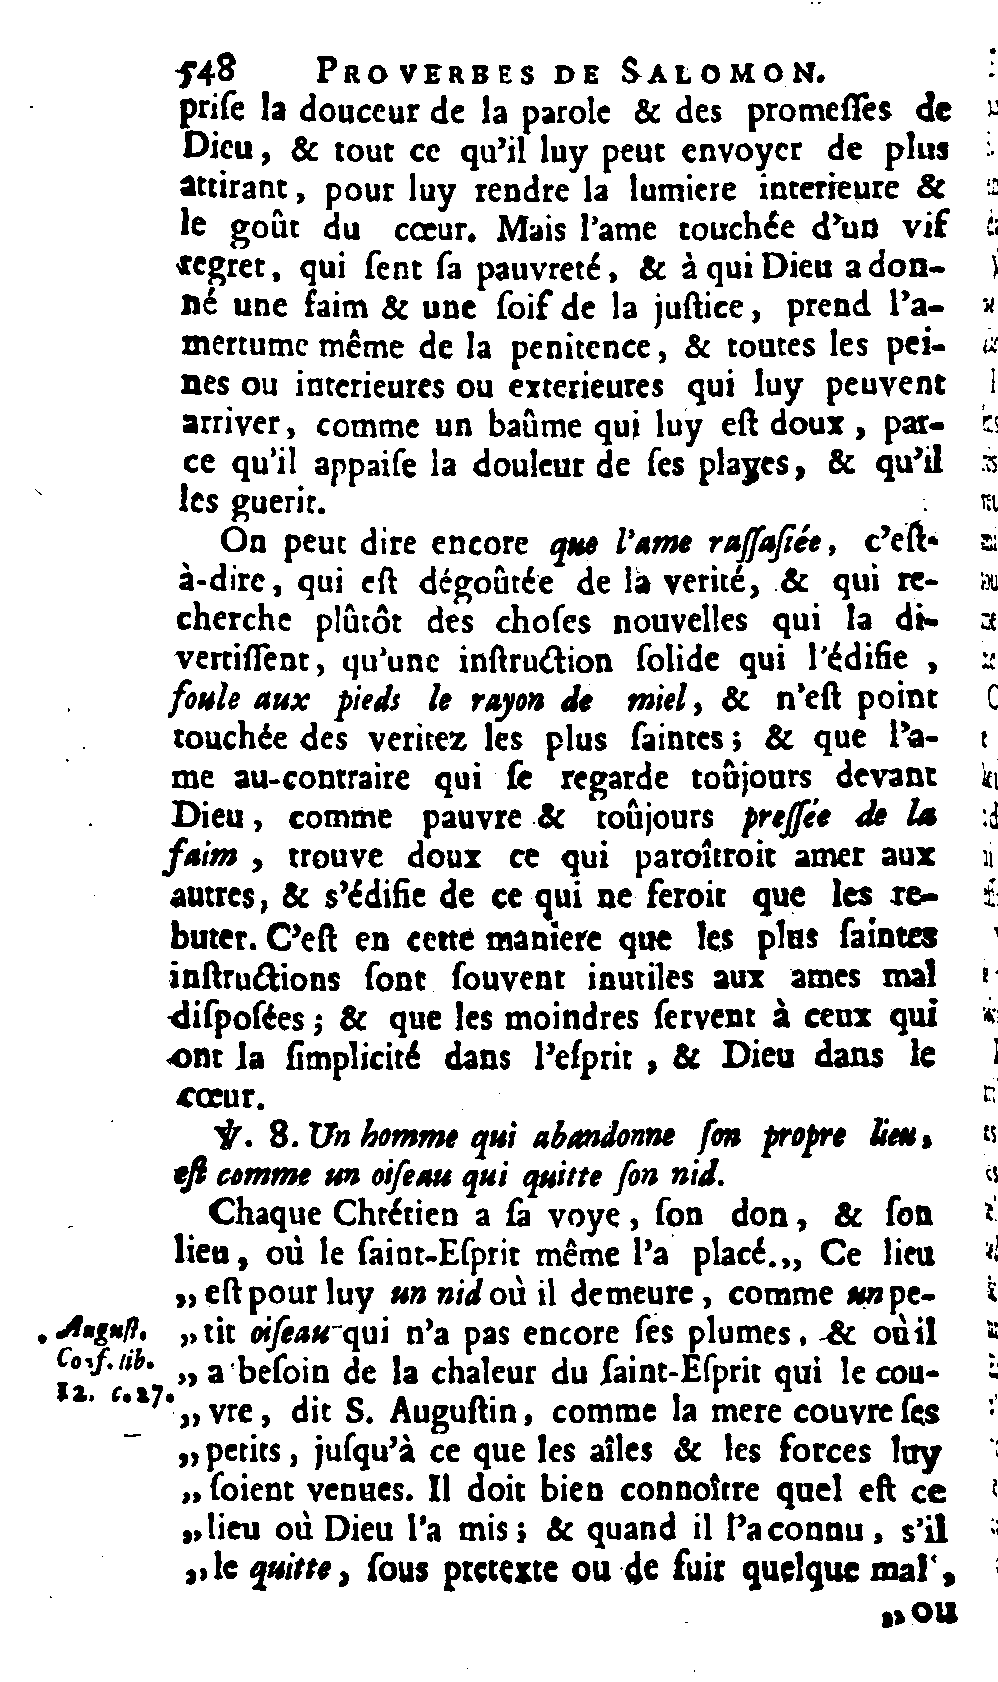 548 PROVERBES DE SALOMON.
priſe la douceur de la parole & des promeſſes de
Dieu, & tout ce qu'il luy peut envoyer de plus
attirant, pour luy rendre la lumiere interieure &
le goût du cœur. Mais l'ame touchée d'un vif
regret, qui ſent ſa pauvreté, & à qui Dieu a don-
né une faim & une ſoif de la juſtice, prend l'a-
mertume même de la penitence, & toutes les pei-
nes ou interieures ou exterieures qui luy peuvent
arriver, comme un baûme qui luy eſt doux, par-
ce qu'il appaiſe la douleur de ſes playes, & qu'il
les guerit.
On peut dire encore que l'ame raſſaſiée, c'eſt-
à-dire, qui eſt dégoûtée de la verité, & qui re-
cherche plûtôt des choſes nouvelles qui la di-
vertiſſent, qu'une inſtruction ſolide qui l'édifie,
foule aux pieds le rayon de miel, & n'eſt point
touchée des veritez les plus ſaintes; & que l'a-
me au-contraire qui ſe regarde toûjours devant
Dieu, comme pauvre & toûjours preſſée de la
faim, trouve doux ce qui paroîtroit amer aux
autres, & s'édifie de ce qui ne feroit que les re-
buter. C'eſt en cette maniere que les plus ſaintes
inſtructions ſont ſouvent inutiles aux ames mal
diſpoſées; & que les moindres ſervent à ceux qui
ont la ſimplicité dans l'eſprit, & Dieu dans le
cœur.
℣. 8. Un homme qui abandonne ſon propre lieu,
eſt comme un oiſeau qui quitte ſon nid.
Chaque Chrétien a ſa voye, ſon don, & ſon
lieu, où le ſaint-Eſprit même l'a placé. ,, Ce lieu
,, eſt pour luy un nid où il demeure, comme un pe-
,, tit oiſeau qui n'a pas encore ſes plumes, & où il
,, a beſoin de la chaleur du ſaint-Eſprit qui le cou-
,, vre, dit S. Auguſtin, comme la mere couvre ſes
,, petits, juſqu'à ce que les aîles & les forces luy
,, ſoient venues. Il doit bien connoître quel eſt ce
,, lieu où Dieu l'a mis; & quand il l'a connu, s'il
,, le quitte, ſous pretexte ou de fuir quelque mal,
,, ou
Auguſt.
Conf. lib.
12. c. 27.